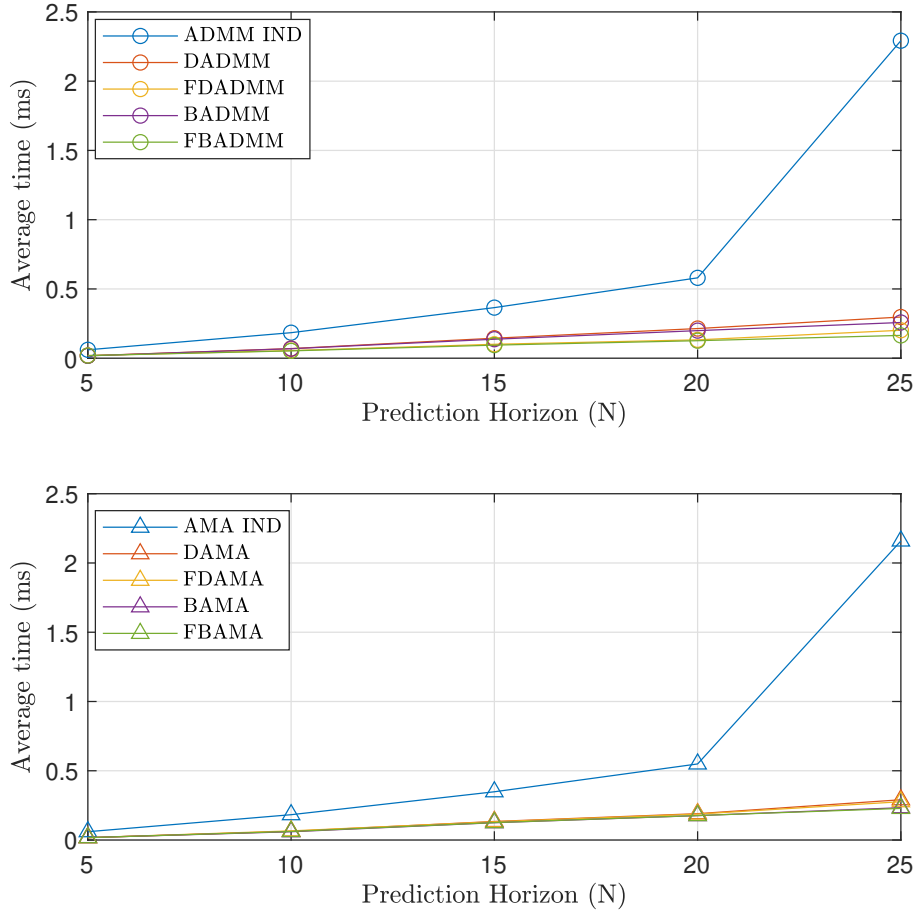 2.5
2
1.5
1
0.5
0
Average time (ms)
ADMM IND
DADMM
FDADMM
BADMM
FBADMM
5 10 15 20 25
Prediction Horizon (N)
2.5
2
1.5
1
0.5
0
Average time (ms)
AMA IND
DAMA
FDAMA
BAMA
FBAMA
5 10 15 20 25
Prediction Horizon (N)